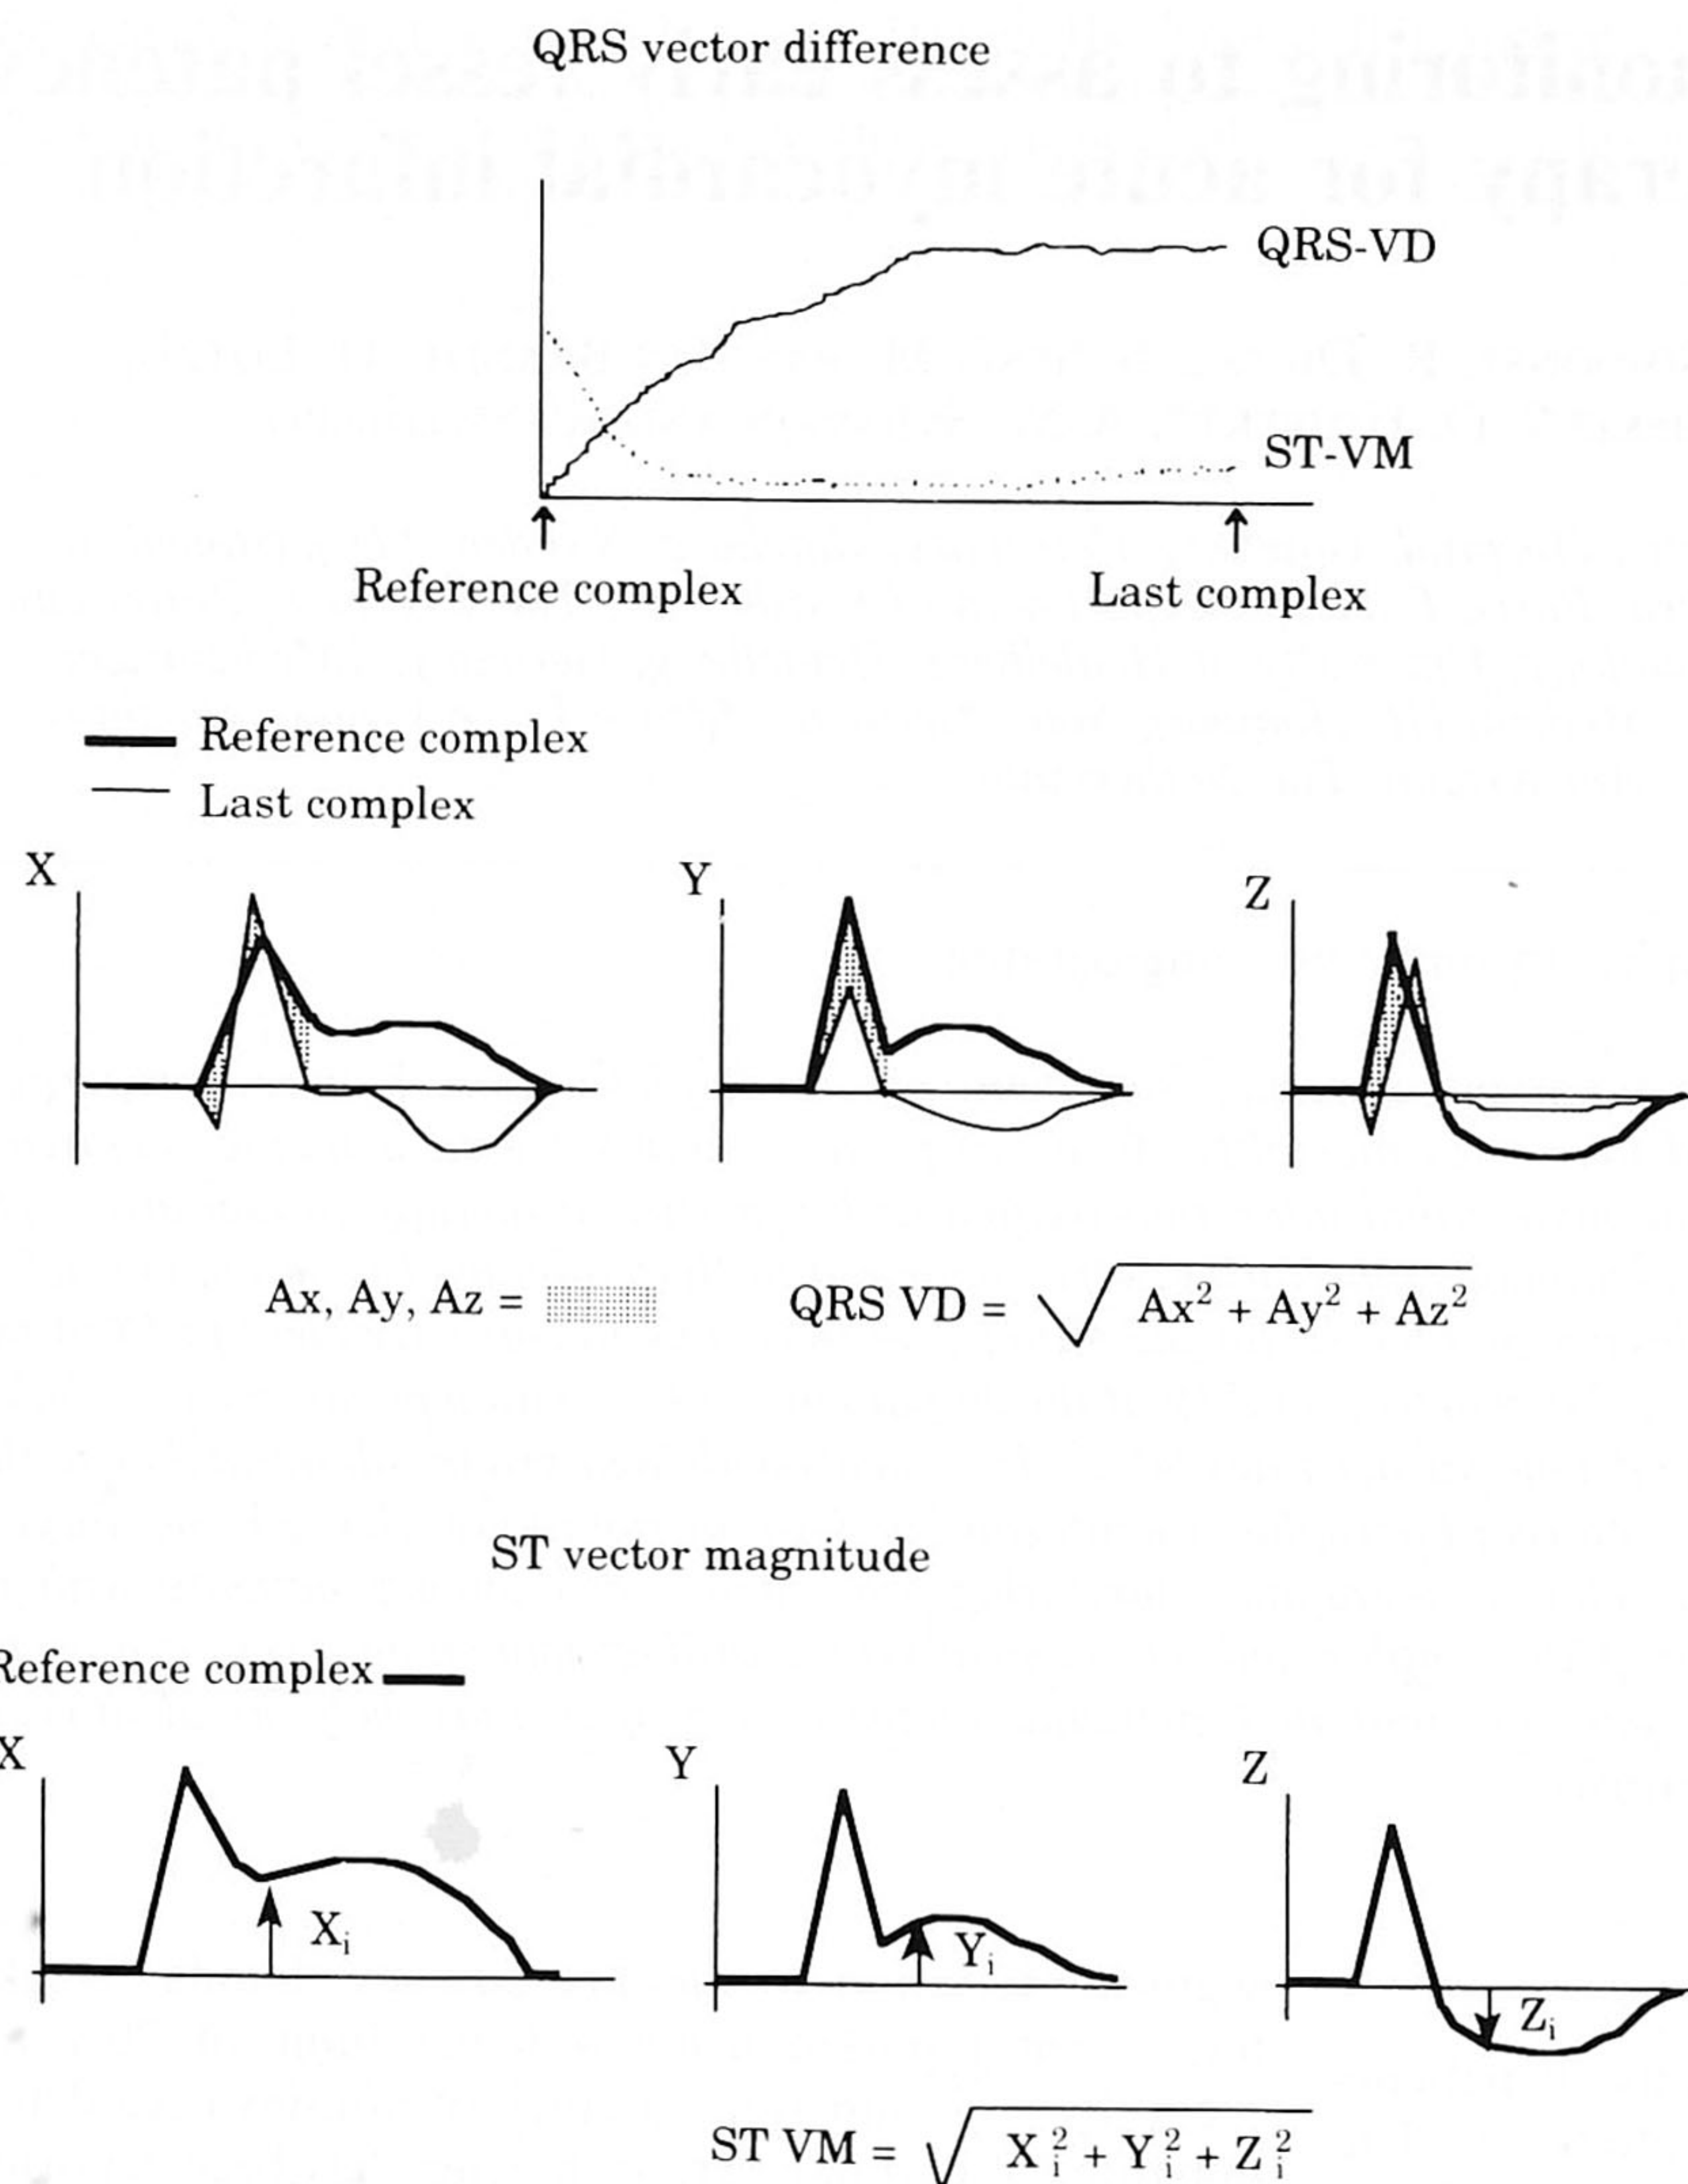 QRS vector difference
QRS-VD
ST-VM
Reference complex
Last complex
Reference complex
Last complex
X
Y
Z
Ax, Ay, Az =
QRS VD = √ Ax² + Ay² + Az²
ST vector magnitude
Reference complex
X
Y
Z
Xᵢ
Yᵢ
Zᵢ
ST VM = √ Xᵢ² + Yᵢ² + Zᵢ²